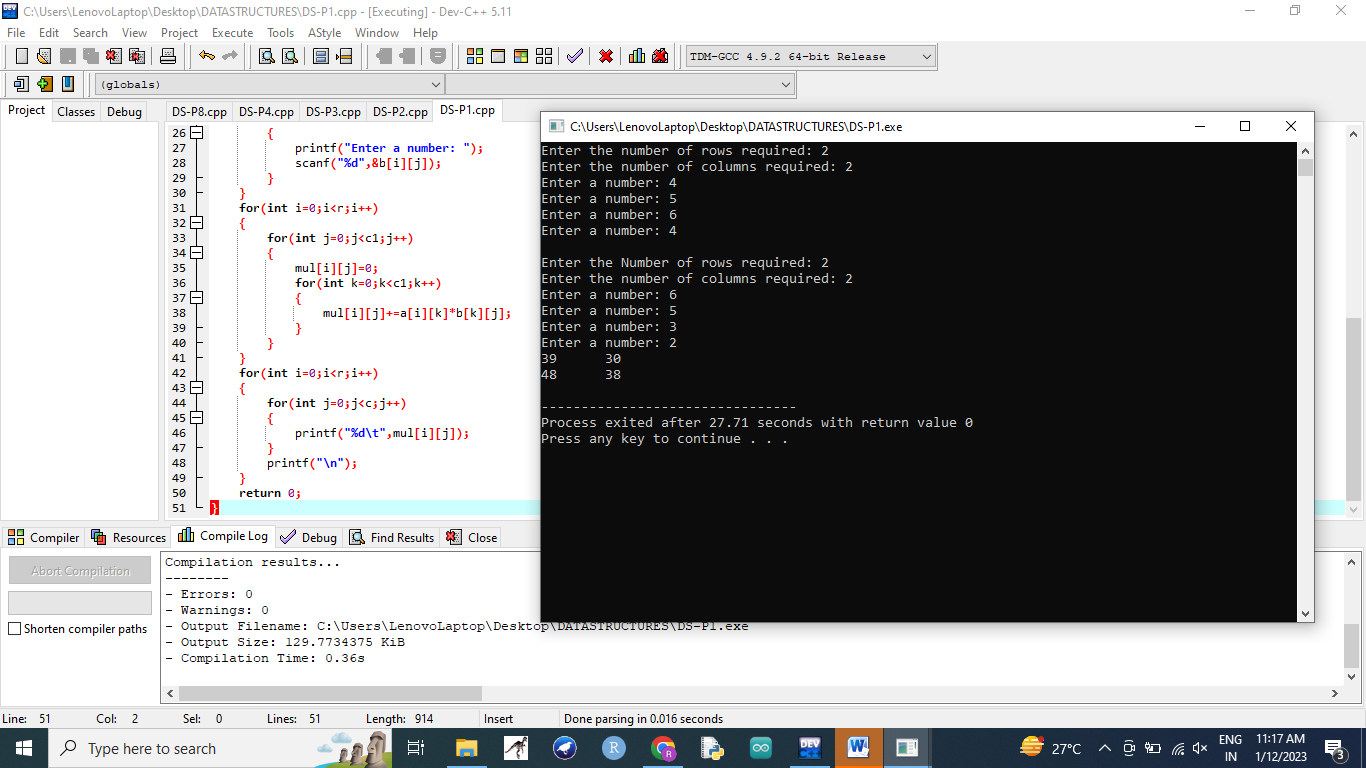 C:\Users\LenovoLaptop\Desktop\DATASTRUCTURES\DS-P1.cpp - [Executing] - Dev-C++ 5.11
File Edit Search View Project Execute Tools AStyle Window Help
TDM-GCC 4.9.2 64-bit Release
(globals)
Project Classes Debug
DS-P8.cpp DS-P4.cpp DS-P3.cpp DS-P2.cpp DS-P1.cpp
26 {
27 printf("Enter a number: ");
28 scanf("%d",&b[i][j]);
29 }
30 }
31 for(int i=0;i<r;i++)
32 {
33 for(int j=0;j<c1;j++)
34 {
35 mul[i][j]=0;
36 for(int k=0;k<c1;k++)
37 {
38 mul[i][j]+=a[i][k]*b[k][j];
39 }
40 }
41 }
42 for(int i=0;i<r;i++)
43 {
44 for(int j=0;j<c;j++)
45 {
46 printf("%d\t",mul[i][j]);
47 }
48 printf("\n");
49 }
50 return 0;
51 }
C:\Users\LenovoLaptop\Desktop\DATASTRUCTURES\DS-P1.exe
Enter the number of rows required: 2
Enter the number of columns required: 2
Enter a number: 4
Enter a number: 5
Enter a number: 6
Enter a number: 4
Enter the Number of rows required: 2
Enter the number of columns required: 2
Enter a number: 6
Enter a number: 5
Enter a number: 3
Enter a number: 2
39 30
48 38
--------------------------------
Process exited after 27.71 seconds with return value 0
Press any key to continue . . .
Compiler Resources Compile Log Debug Find Results Close
Abort Compilation
Shorten compiler paths
Compilation results...
--------
- Errors: 0
- Warnings: 0
- Output Filename: C:\Users\LenovoLaptop\Desktop\DATASTRUCTURES\DS-P1.exe
- Output Size: 129.7734375 KiB
- Compilation Time: 0.36s
Line: 51 Col: 2 Sel: 0 Lines: 51 Length: 914 Insert Done parsing in 0.016 seconds
Type here to search
27°C
ENG
IN
11:17 AM
1/12/2023
3